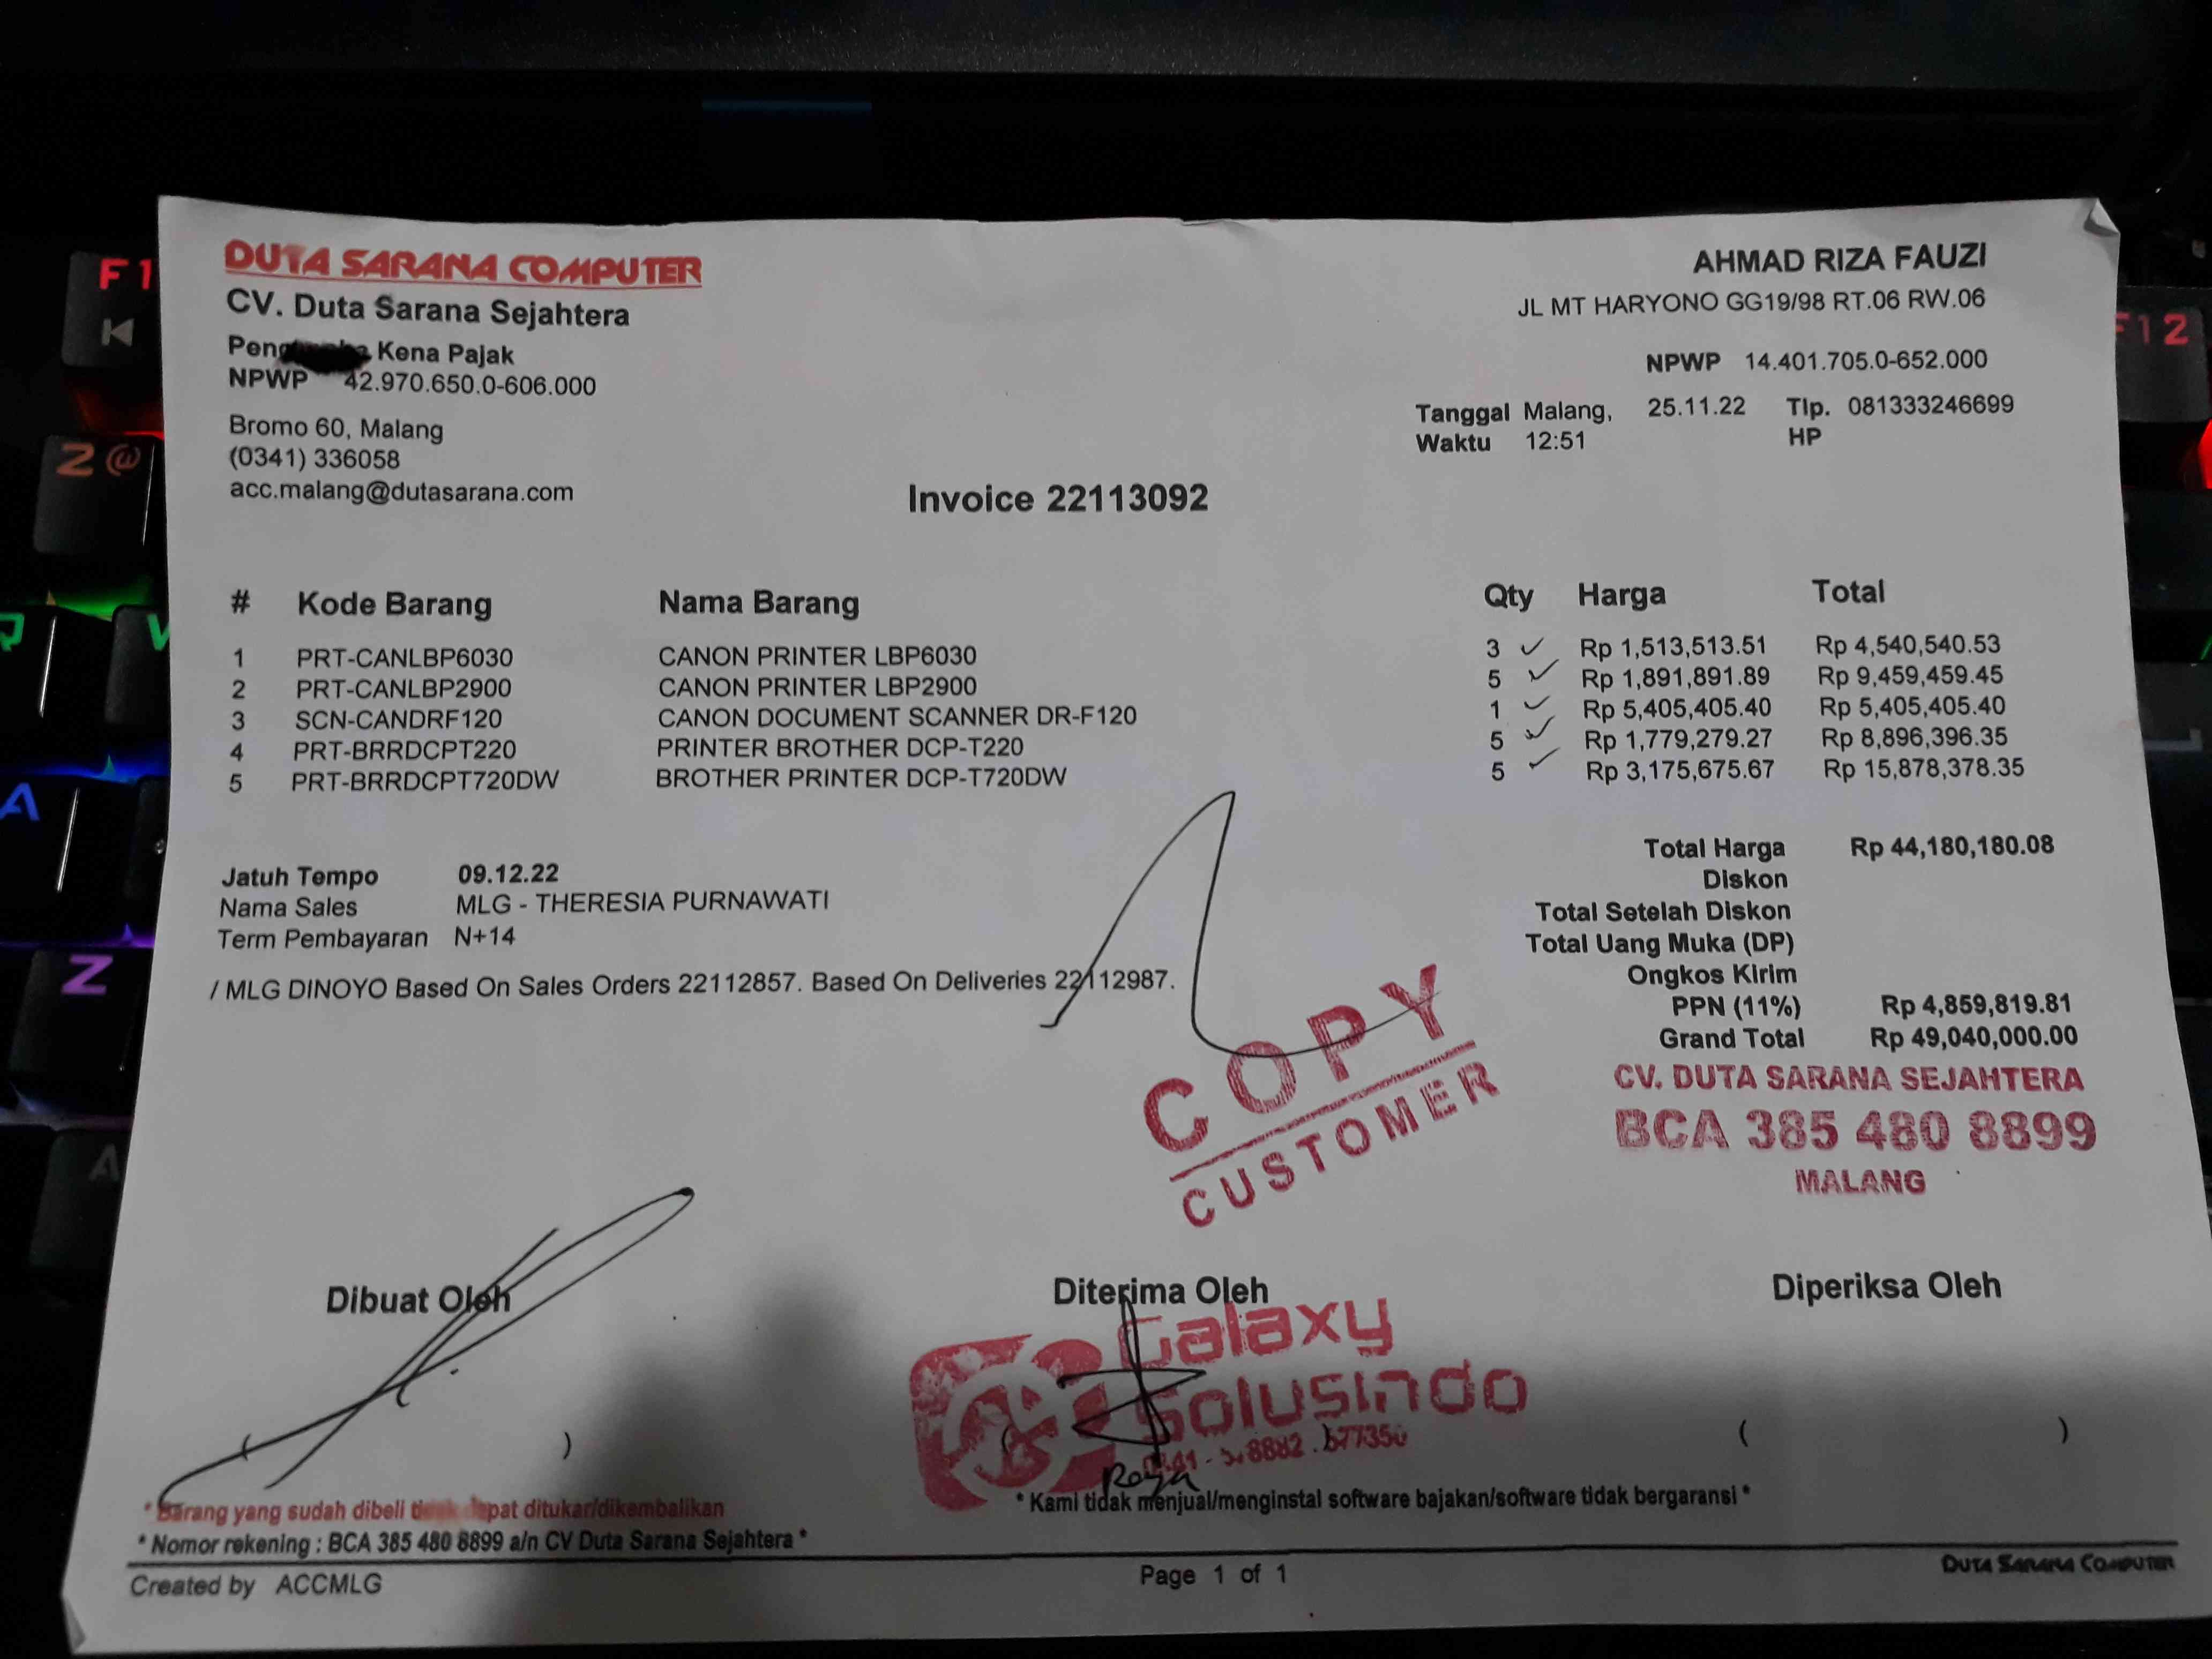 DUTA SARANA COMPUTER
CV. Duta Sarana Sejahtera
Kena Pajak
NPWP 42.970.650.0-606.000
Bromo 60, Malang
(0341) 336058
acc.malang@dutasarana.com
AHMAD RIZA FAUZI
JL MT HARYONO GG19/98 RT.06 RW.06
NPWP 14.401.705.0-652.000
Tanggal Malang, 25.11.22 Tlp. 081333246699
Waktu 12:51 HP
Invoice 22113092
# Kode Barang Nama Barang Qty Harga Total
1 PRT-CANLBP6030 CANON PRINTER LBP6030 3 Rp 1,513,513.51 Rp 4,540,540.53
2 PRT-CANLBP2900 CANON PRINTER LBP2900 5 Rp 1,891,891.89 Rp 9,459,459.45
3 SCN-CANDRF120 CANON DOCUMENT SCANNER DR-F120 1 Rp 5,405,405.40 Rp 5,405,405.40
4 PRT-BRRDCPT220 PRINTER BROTHER DCP-T220 5 Rp 1,779,279.27 Rp 8,896,396.35
5 PRT-BRRDCPT720DW BROTHER PRINTER DCP-T720DW 5 Rp 3,175,675.67 Rp 15,878,378.35
Jatuh Tempo 09.12.22
Nama Sales MLG - THERESIA PURNAWATI
Term Pembayaran N+14
/ MLG DINOYO Based On Sales Orders 22112857. Based On Deliveries 22112987.
Total Harga Rp 44,180,180.08
Diskon
Total Setelah Diskon
Total Uang Muka (DP)
Ongkos Kirim
PPN (11%) Rp 4,859,819.81
Grand Total Rp 49,040,000.00
CV. DUTA SARANA SEJAHTERA
BCA 385 480 8899
MALANG
COPY
CUSTOMER
Dibuat Oleh
Diterima Oleh
Diperiksa Oleh
Galaxy
Solusindo
( )
( )
* Barang yang sudah dibeli tidak dapat ditukar/dikembalikan
* Kami tidak menjual/menginstal software bajakan/software tidak bergaransi *
* Nomor rekening : BCA 385 480 8899 a/n CV Duta Sarana Sejahtera *
Created by ACCMLG
Page 1 of 1
DUTA SARANA COMPUTER
F1
F12
Z @
A
Z
A